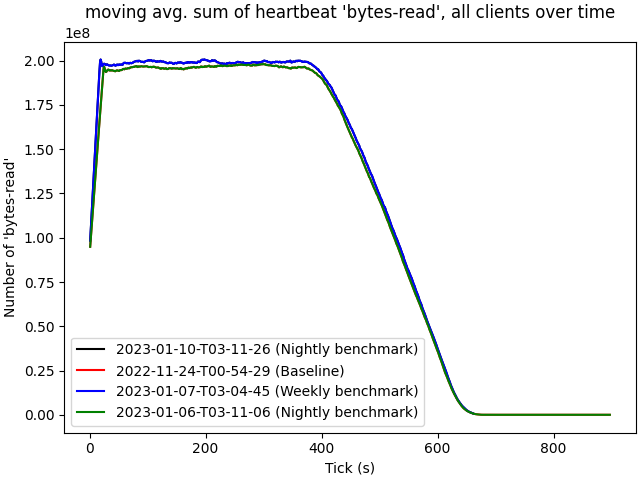 moving avg. sum of heartbeat 'bytes-read', all clients over time
1e8
2.00
1.75
1.50
1.25
1.00
0.75
0.50
0.25
0.00
Number of 'bytes-read'
2023-01-10-T03-11-26 (Nightly benchmark)
2022-11-24-T00-54-29 (Baseline)
2023-01-07-T03-04-45 (Weekly benchmark)
2023-01-06-T03-11-06 (Nightly benchmark)
0 200 400 600 800
Tick (s)